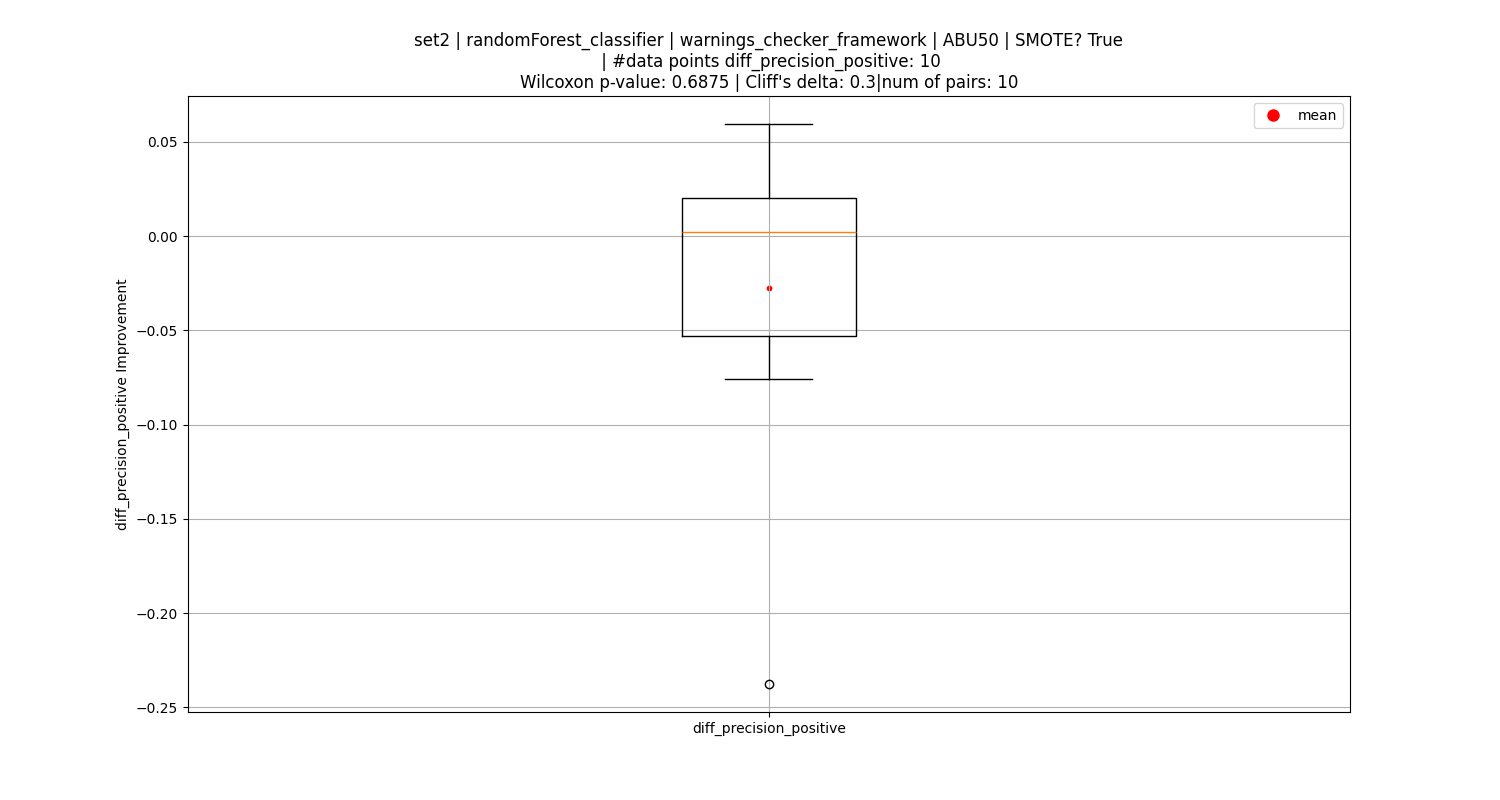 set2 | randomForest_classifier | warnings_checker_framework | ABU50 | SMOTE? True
| #data points diff_precision_positive: 10
Wilcoxon p-value: 0.6875 | Cliff's delta: 0.3|num of pairs: 10
mean
0.05
0.00
−0.05
−0.10
−0.15
−0.20
−0.25
diff_precision_positive Improvement
diff_precision_positive